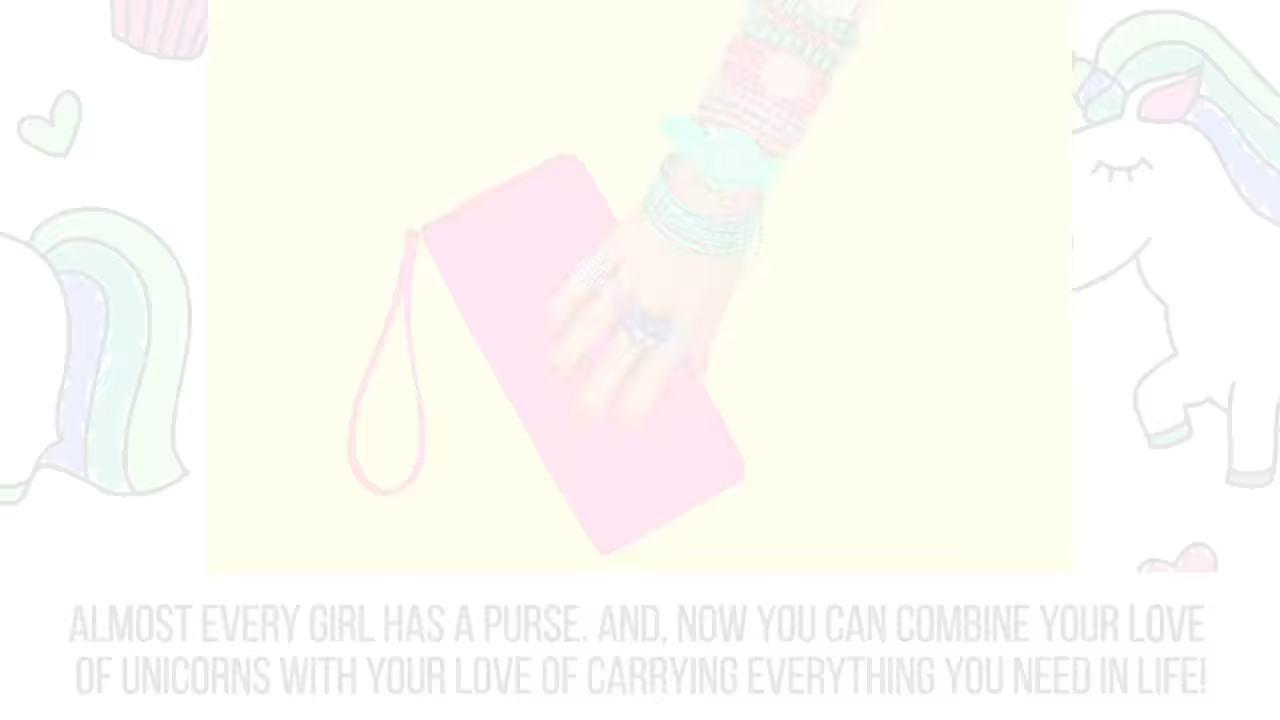 ALMOST EVERY GIRL HAS A PURSE. AND, NOW YOU CAN COMBINE YOUR LOVE
OF UNICORNS WITH YOUR LOVE OF CARRYING EVERYTHING YOU NEED IN LIFE!